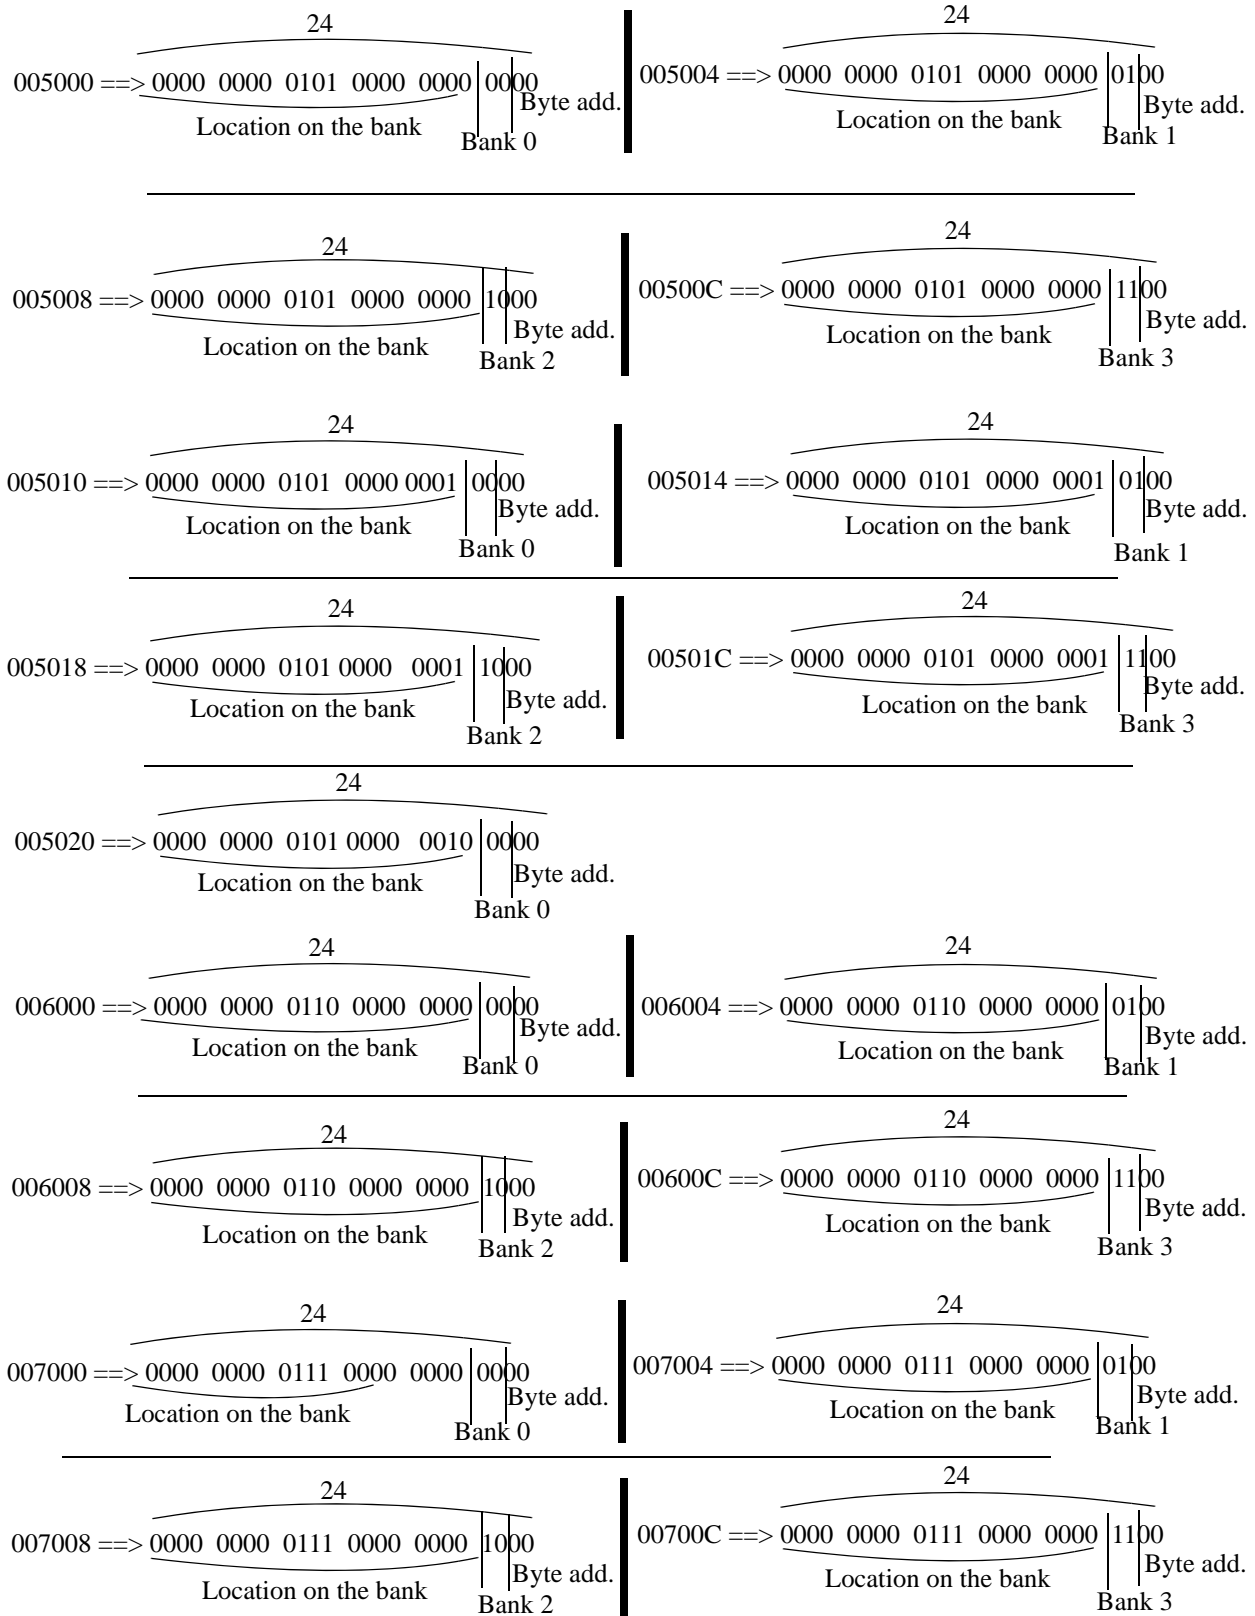 24
005000 ==> 0000 0000 0101 0000 0000 0000
Byte add.
Location on the bank
Bank 0
24
005004 ==> 0000 0000 0101 0000 0000 0100
Byte add.
Location on the bank
Bank 1
24
005008 ==> 0000 0000 0101 0000 0000 1000
Byte add.
Location on the bank
Bank 2
24
00500C ==> 0000 0000 0101 0000 0000 1100
Byte add.
Location on the bank
Bank 3
24
005010 ==> 0000 0000 0101 0000 0001 0000
Byte add.
Location on the bank
Bank 0
24
005014 ==> 0000 0000 0101 0000 0001 0100
Byte add.
Location on the bank
Bank 1
24
005018 ==> 0000 0000 0101 0000 0001 1000
Byte add.
Location on the bank
Bank 2
24
00501C ==> 0000 0000 0101 0000 0001 1100
Byte add.
Location on the bank
Bank 3
24
005020 ==> 0000 0000 0101 0000 0010 0000
Byte add.
Location on the bank
Bank 0
24
006000 ==> 0000 0000 0110 0000 0000 0000
Byte add.
Location on the bank
Bank 0
24
006004 ==> 0000 0000 0110 0000 0000 0100
Byte add.
Location on the bank
Bank 1
24
006008 ==> 0000 0000 0110 0000 0000 1000
Byte add.
Location on the bank
Bank 2
24
00600C ==> 0000 0000 0110 0000 0000 1100
Byte add.
Location on the bank
Bank 3
24
007000 ==> 0000 0000 0111 0000 0000 0000
Byte add.
Location on the bank
Bank 0
24
007004 ==> 0000 0000 0111 0000 0000 0100
Byte add.
Location on the bank
Bank 1
24
007008 ==> 0000 0000 0111 0000 0000 1000
Byte add.
Location on the bank
Bank 2
24
00700C ==> 0000 0000 0111 0000 0000 1100
Byte add.
Location on the bank
Bank 3